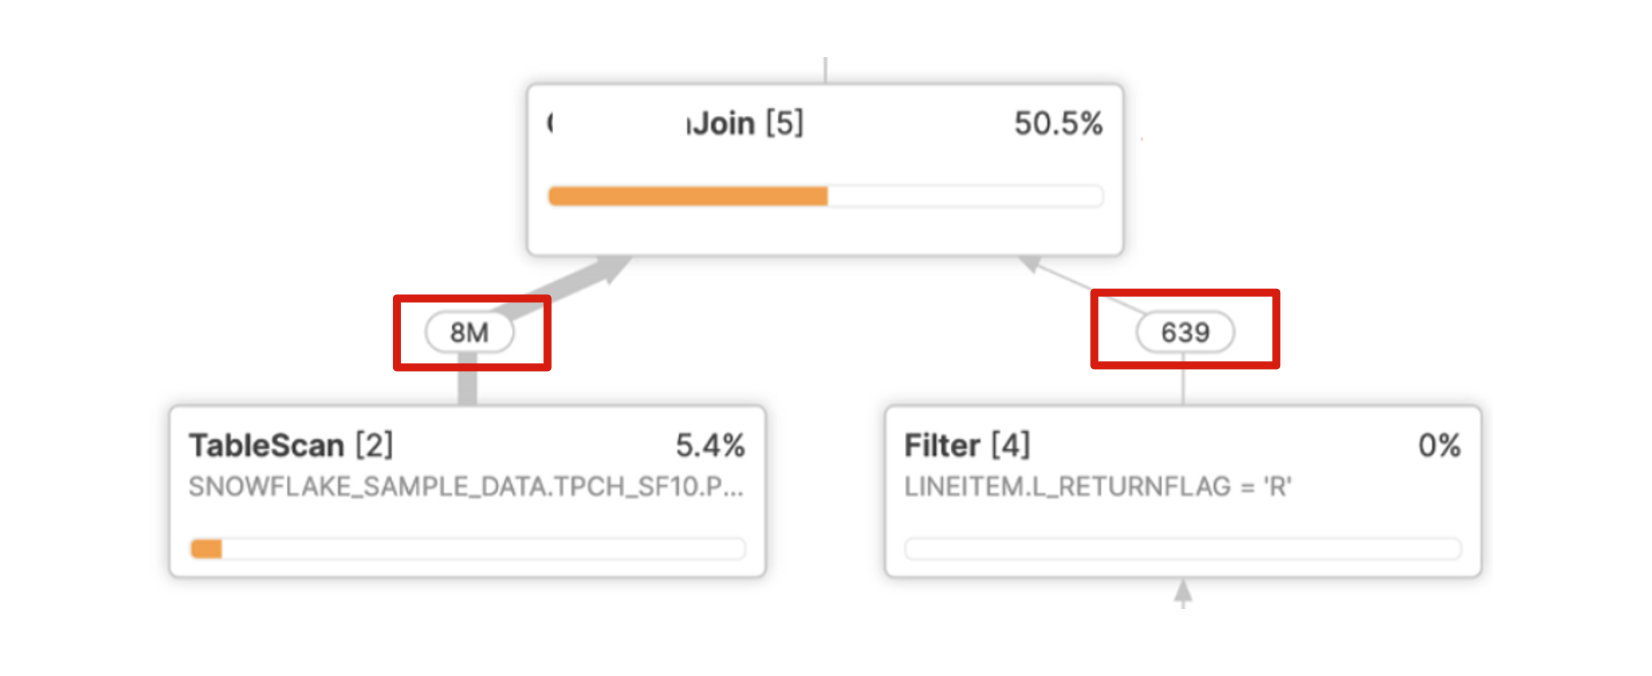 Join [5] 50.5%
8M
639
TableScan [2] 5.4%
SNOWFLAKE_SAMPLE_DATA.TPCH_SF10.P...
Filter [4] 0%
LINEITEM.L_RETURNFLAG = 'R'